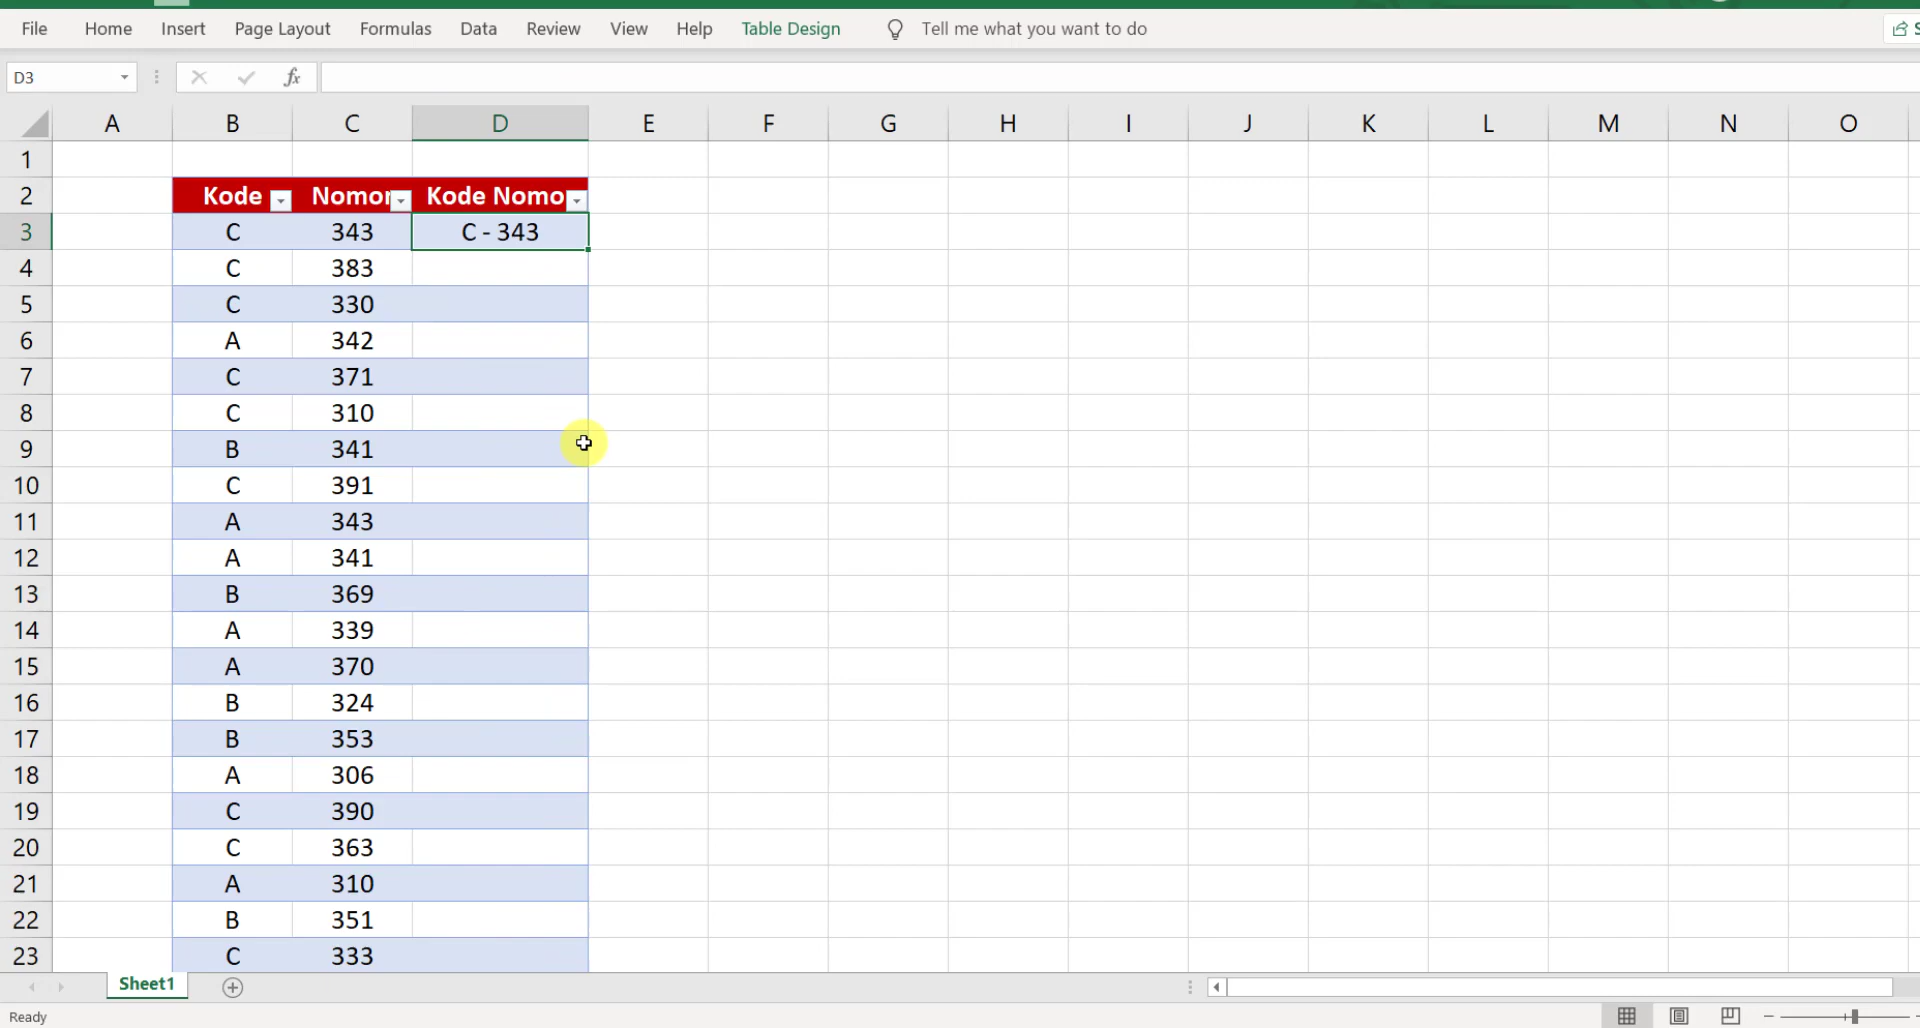 File Home Insert Page Layout Formulas Data Review View Help Table Design Tell me what you want to do
D3 fx
A B C D E F G H I J K L M N O
1
2 Kode Nomor Kode Nomo
3 C 343 C - 343
4 C 383
5 C 330
6 A 342
7 C 371
8 C 310
9 B 341
10 C 391
11 A 343
12 A 341
13 B 369
14 A 339
15 A 370
16 B 324
17 B 353
18 A 306
19 C 390
20 C 363
21 A 310
22 B 351
23 C 333
Sheet1
Ready